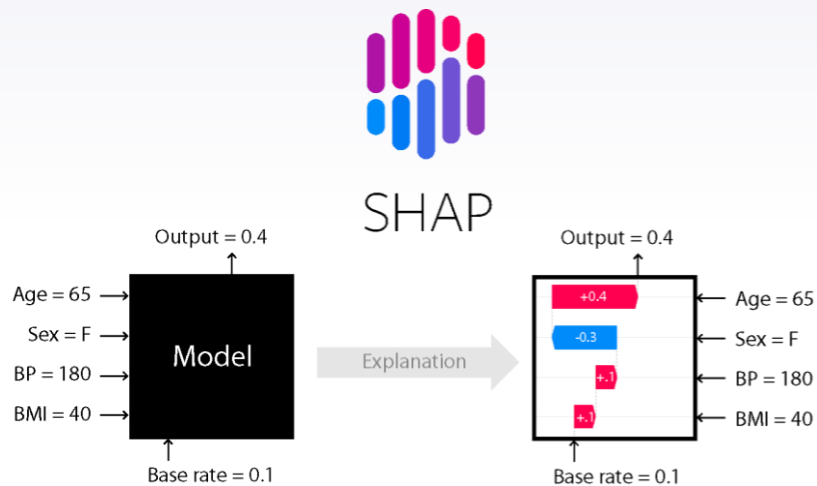 SHAP
Output = 0.4
Age = 65
Sex = F
BP = 180
BMI = 40
Model
Base rate = 0.1
Explanation
Output = 0.4
+0.4
Age = 65
-0.3
Sex = F
+.1
BP = 180
+.1
BMI = 40
Base rate = 0.1